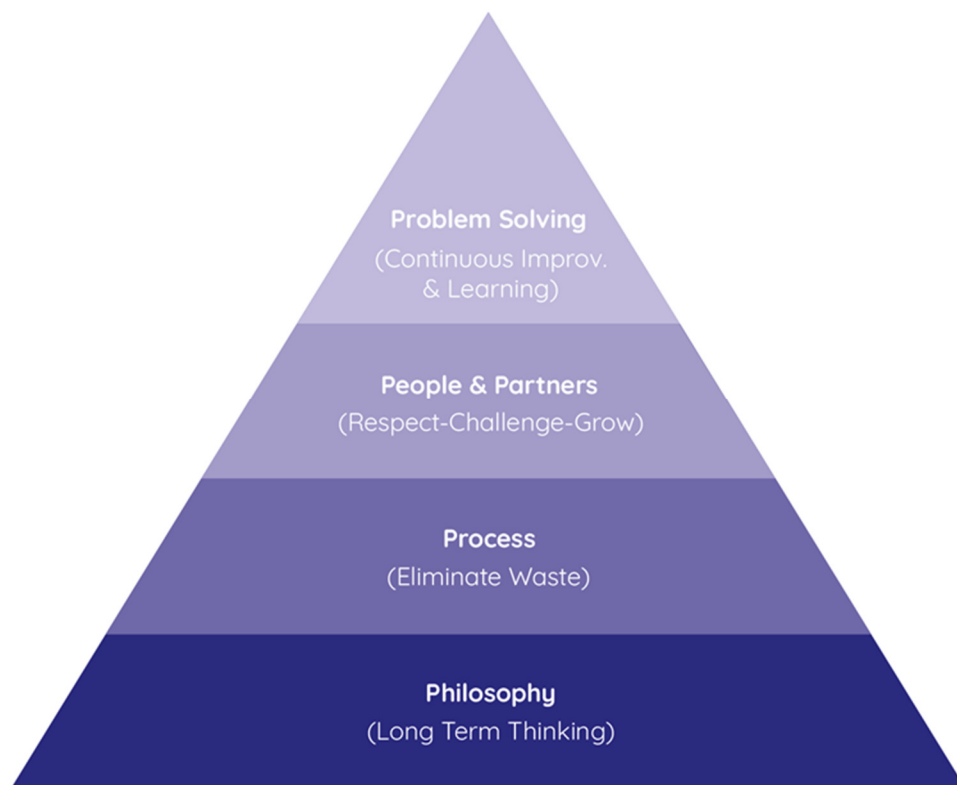 Problem Solving
(Continuous Improv.
& Learning)
People & Partners
(Respect-Challenge-Grow)
Process
(Eliminate Waste)
Philosophy
(Long Term Thinking)